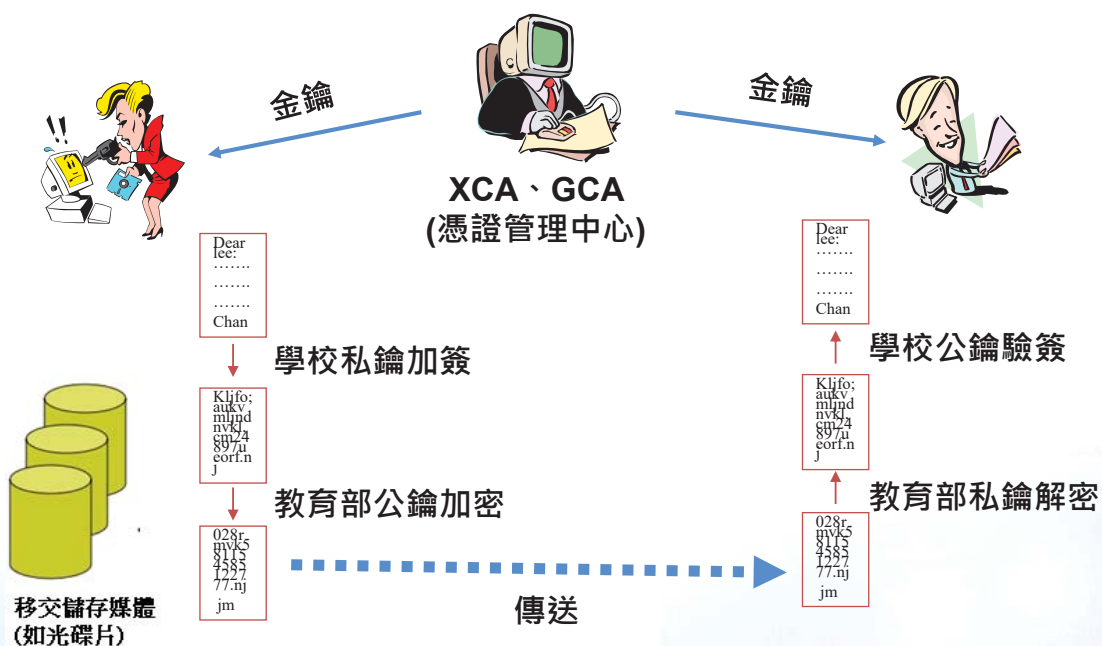 金鑰
金鑰
!!
XCA、GCA
(憑證管理中心)
Dear
lee:
.......
.......
.......
Chan
學校私鑰加簽
Klifo;
aukv
mlind
nvkl,
cm24
897u
eorf.n
j
教育部公鑰加密
028r-
mvk5
8115
4585
1227
77.nj
jm
移交儲存媒體
(如光碟片)
傳送
Dear
lee:
.......
.......
.......
Chan
學校公鑰驗簽
Klifo;
aukv
mlind
nvkl,
cm24
897u
eorf.n
j
教育部私鑰解密
028r-
mvk5
8115
4585
1227
77.nj
jm